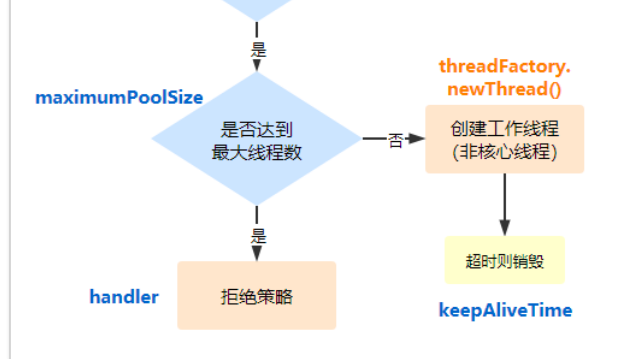 是
maximumPoolSize
是否达到
最大线程数
否
threadFactory.
newThread()
创建工作线程
(非核心线程)
是
超时则销毁
keepAliveTime
handler
拒绝策略